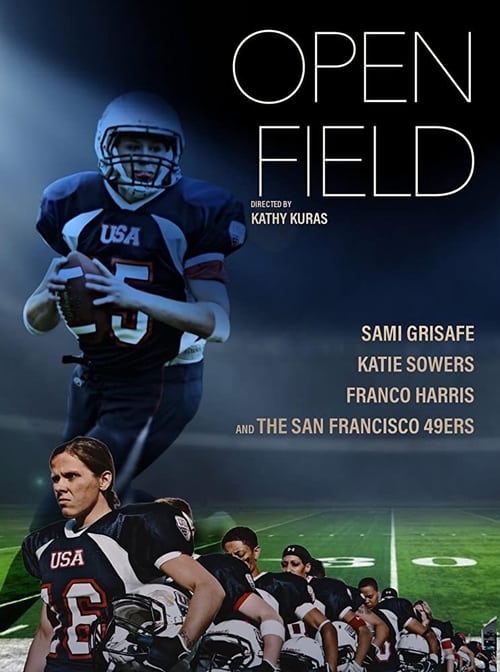 OPEN
FIELD
DIRECTED BY
KATHY KURAS
USA
15
SAMI GRISAFE
KATIE SOWERS
FRANCO HARRIS
AND THE SAN FRANCISCO 49ERS
USA
16
30